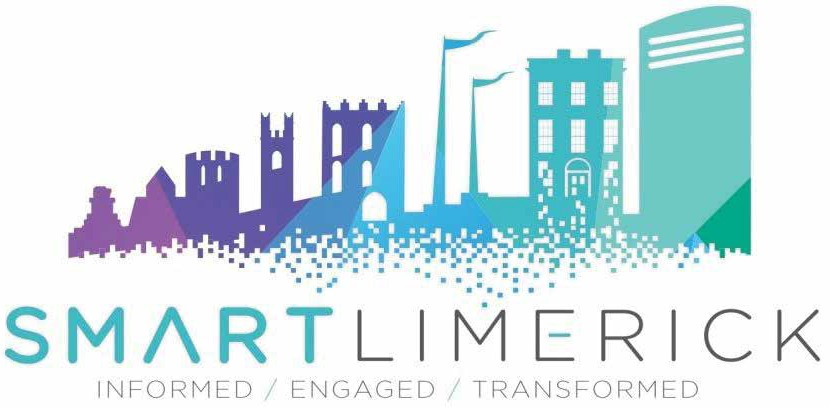 SMARTLIMERICK
INFORMED / ENGAGED / TRANSFORMED